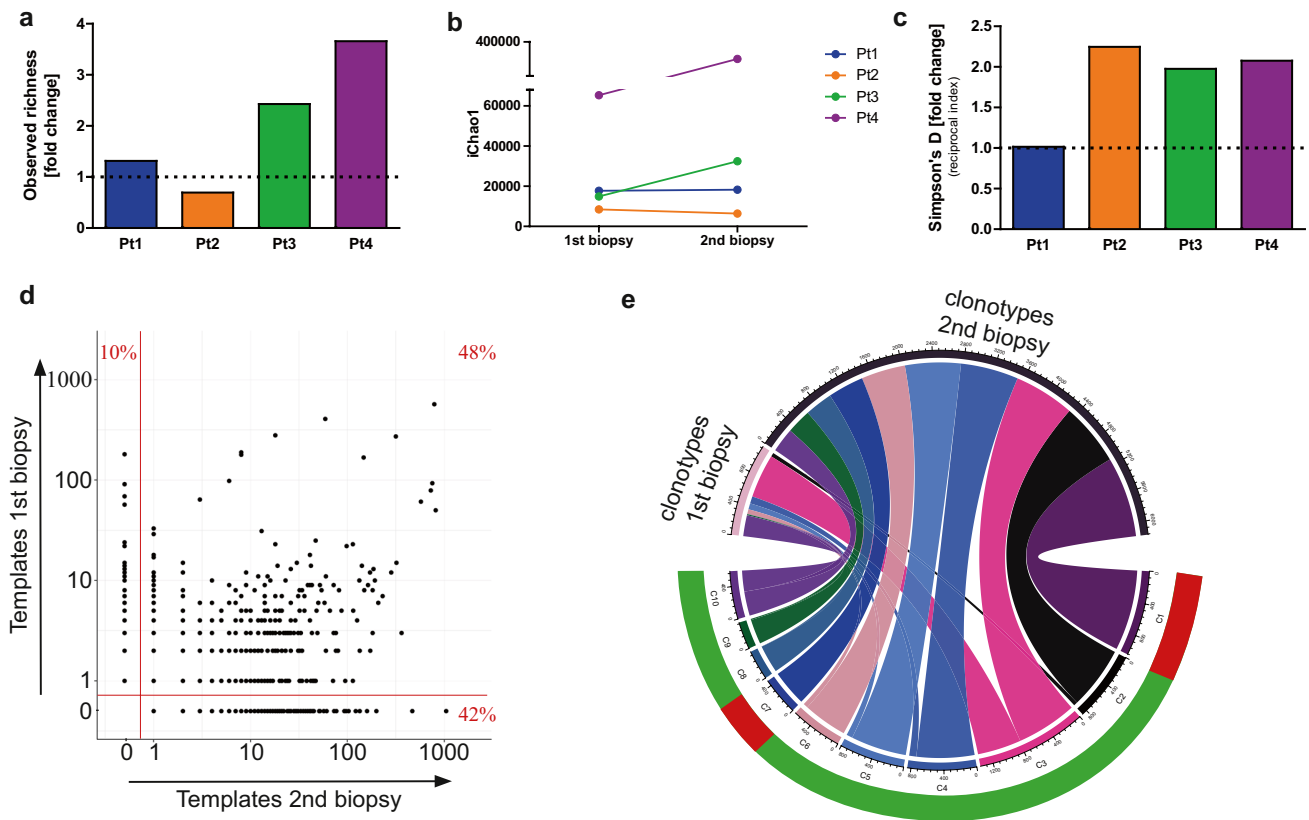 a
Observed richness
[fold change]
4
3
2
1
0
Pt1
Pt2
Pt3
Pt4
b
iChao1
400000
60000
40000
20000
0
1st biopsy
2nd biopsy
Pt1
Pt2
Pt3
Pt4
c
Simpson's D [fold change]
(reciprocal index)
2.5
2.0
1.5
1.0
0.5
0.0
Pt1
Pt2
Pt3
Pt4
d
10%
48%
42%
Templates 1st biopsy
1000
100
10
1
0
0
1
10
100
1000
Templates 2nd biopsy
e
clonotypes
2nd biopsy
clonotypes
1st biopsy
C1
C2
C3
C4
C5
C6
C7
C8
C9
C10